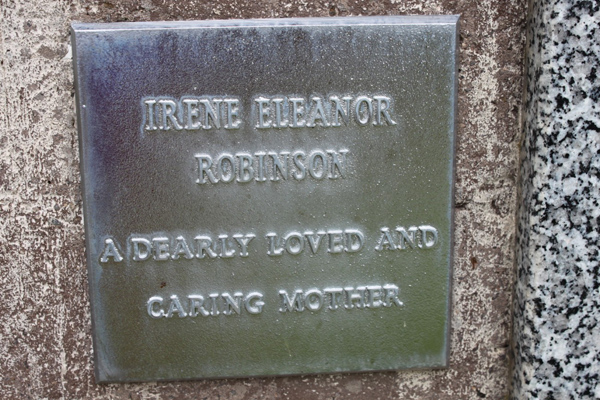 IRENE ELEANOR
ROBINSON
A DEARLY LOVED AND
CARING MOTHER